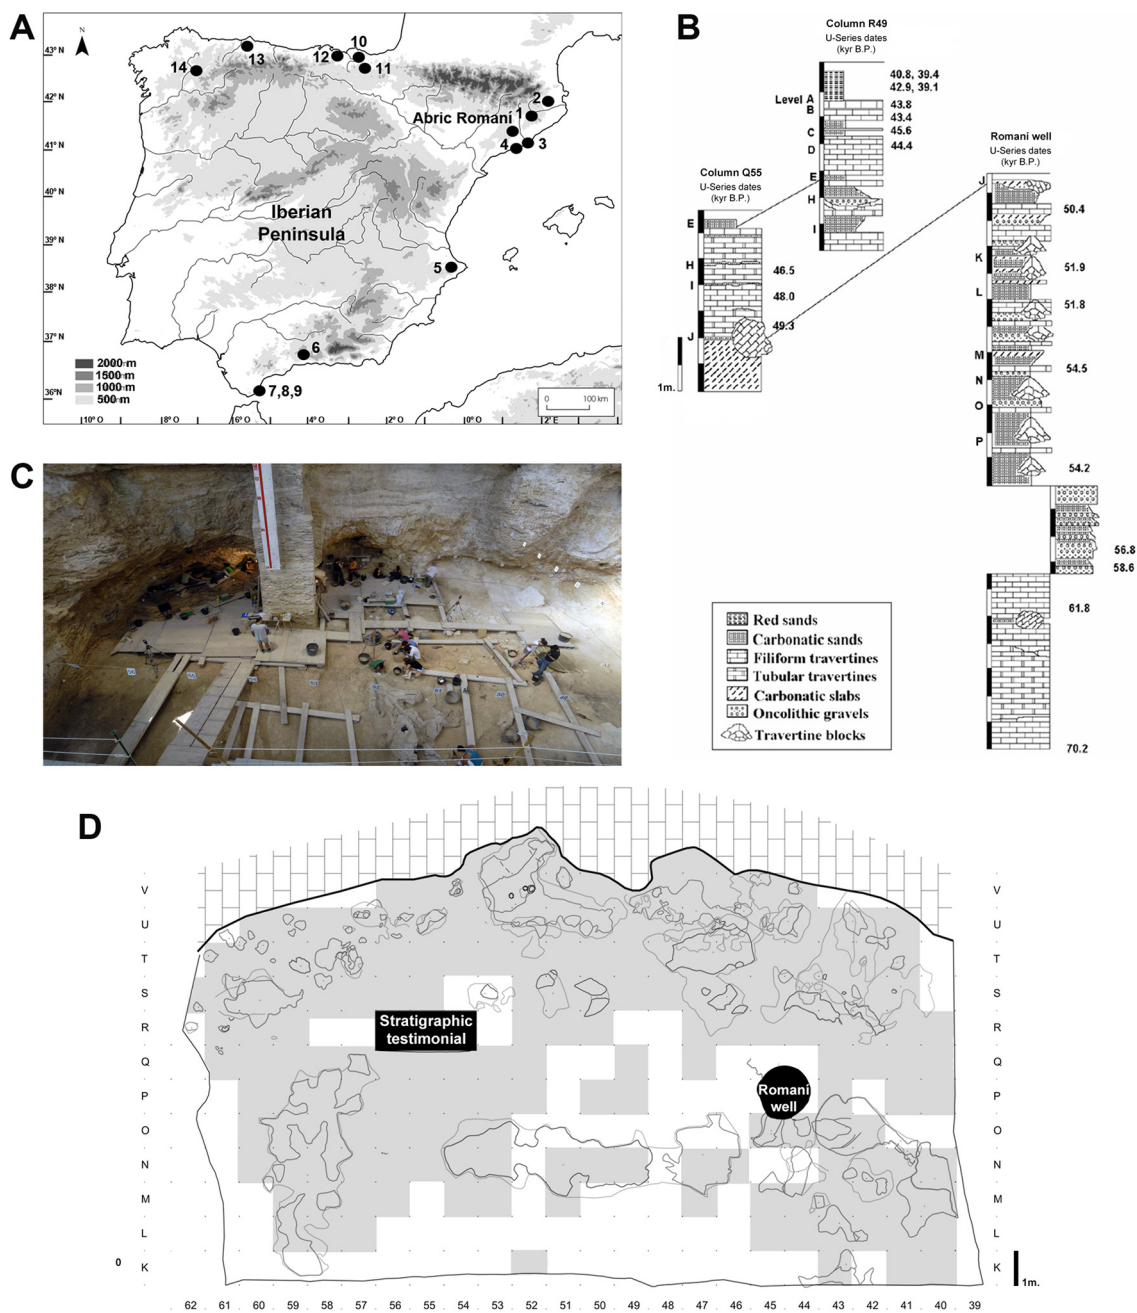 A
N
43° N
42° N
41° N
40° N
39° N
38° N
37° N
36° N
10
12
13
11
14
2
1
Abric Romaní
4
3
Iberian
Peninsula
5
6
7,8,9
2000 m
1500 m
1000 m
500 m
0
100 km
10° O
8° O
6° O
4° O
2° O
0°
2° E
B
Column R49
U-Series dates
(kyr B.P.)
40.8, 39.4
42.9, 39.1
Level A
B
43.8
43.4
C
45.6
D
44.4
E
H
I
Column Q55
U-Series dates
(kyr B.P.)
E
H
46.5
I
48.0
49.3
J
1m.
Romaní well
U-Series dates
(kyr B.P.)
J
50.4
K
51.9
L
51.8
M
54.5
N
O
P
54.2
56.8
58.6
61.8
70.2
Red sands
Carbonatic sands
Filiform travertines
Tubular travertines
Carbonatic slabs
Oncolithic gravels
Travertine blocks
C
D
V V
U U
T T
S S
R R
Q Q
P P
O O
N N
M M
L L
K K
Stratigraphic
testimonial
Romaní
well
0
1m.
62 61 60 59 58 57 56 55 54 53 52 51 50 49 48 47 46 45 44 43 42 41 40 39